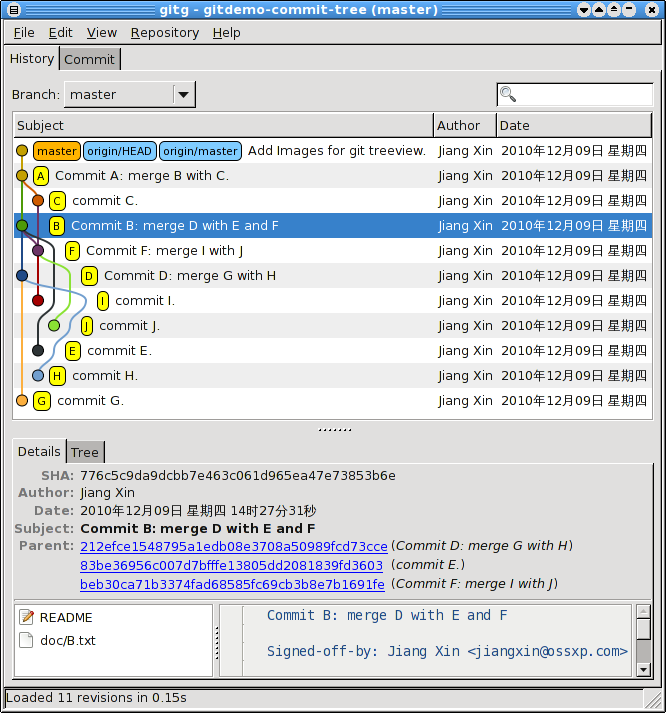 gitg - gitdemo-commit-tree (master)
File Edit View Repository Help
History Commit
Branch: master
Subject Author Date
master origin/HEAD origin/master Add Images for git treeview. Jiang Xin 2010年12月09日 星期四
A Commit A: merge B with C. Jiang Xin 2010年12月09日 星期四
C commit C. Jiang Xin 2010年12月09日 星期四
B Commit B: merge D with E and F Jiang Xin 2010年12月09日 星期四
F Commit F: merge I with J Jiang Xin 2010年12月09日 星期四
D Commit D: merge G with H Jiang Xin 2010年12月09日 星期四
I commit I. Jiang Xin 2010年12月09日 星期四
J commit J. Jiang Xin 2010年12月09日 星期四
E commit E. Jiang Xin 2010年12月09日 星期四
H commit H. Jiang Xin 2010年12月09日 星期四
G commit G. Jiang Xin 2010年12月09日 星期四
Details Tree
SHA: 776c5c9da9dcbb7e463c061d965ea47e73853b6e
Author: Jiang Xin
Date: 2010年12月09日 星期四 14时27分31秒
Subject: Commit B: merge D with E and F
Parent: 212efce1548795a1edb08e3708a50989fcd73cce (Commit D: merge G with H)
83be36956c007d7bfffe13805dd2081839fd3603 (commit E.)
beb30ca71b3374fad68585fc69cb3b8e7b1691fe (Commit F: merge I with J)
README
doc/B.txt
Commit B: merge D with E and F
Signed-off-by: Jiang Xin <jiangxin@ossxp.com>
Loaded 11 revisions in 0.15s